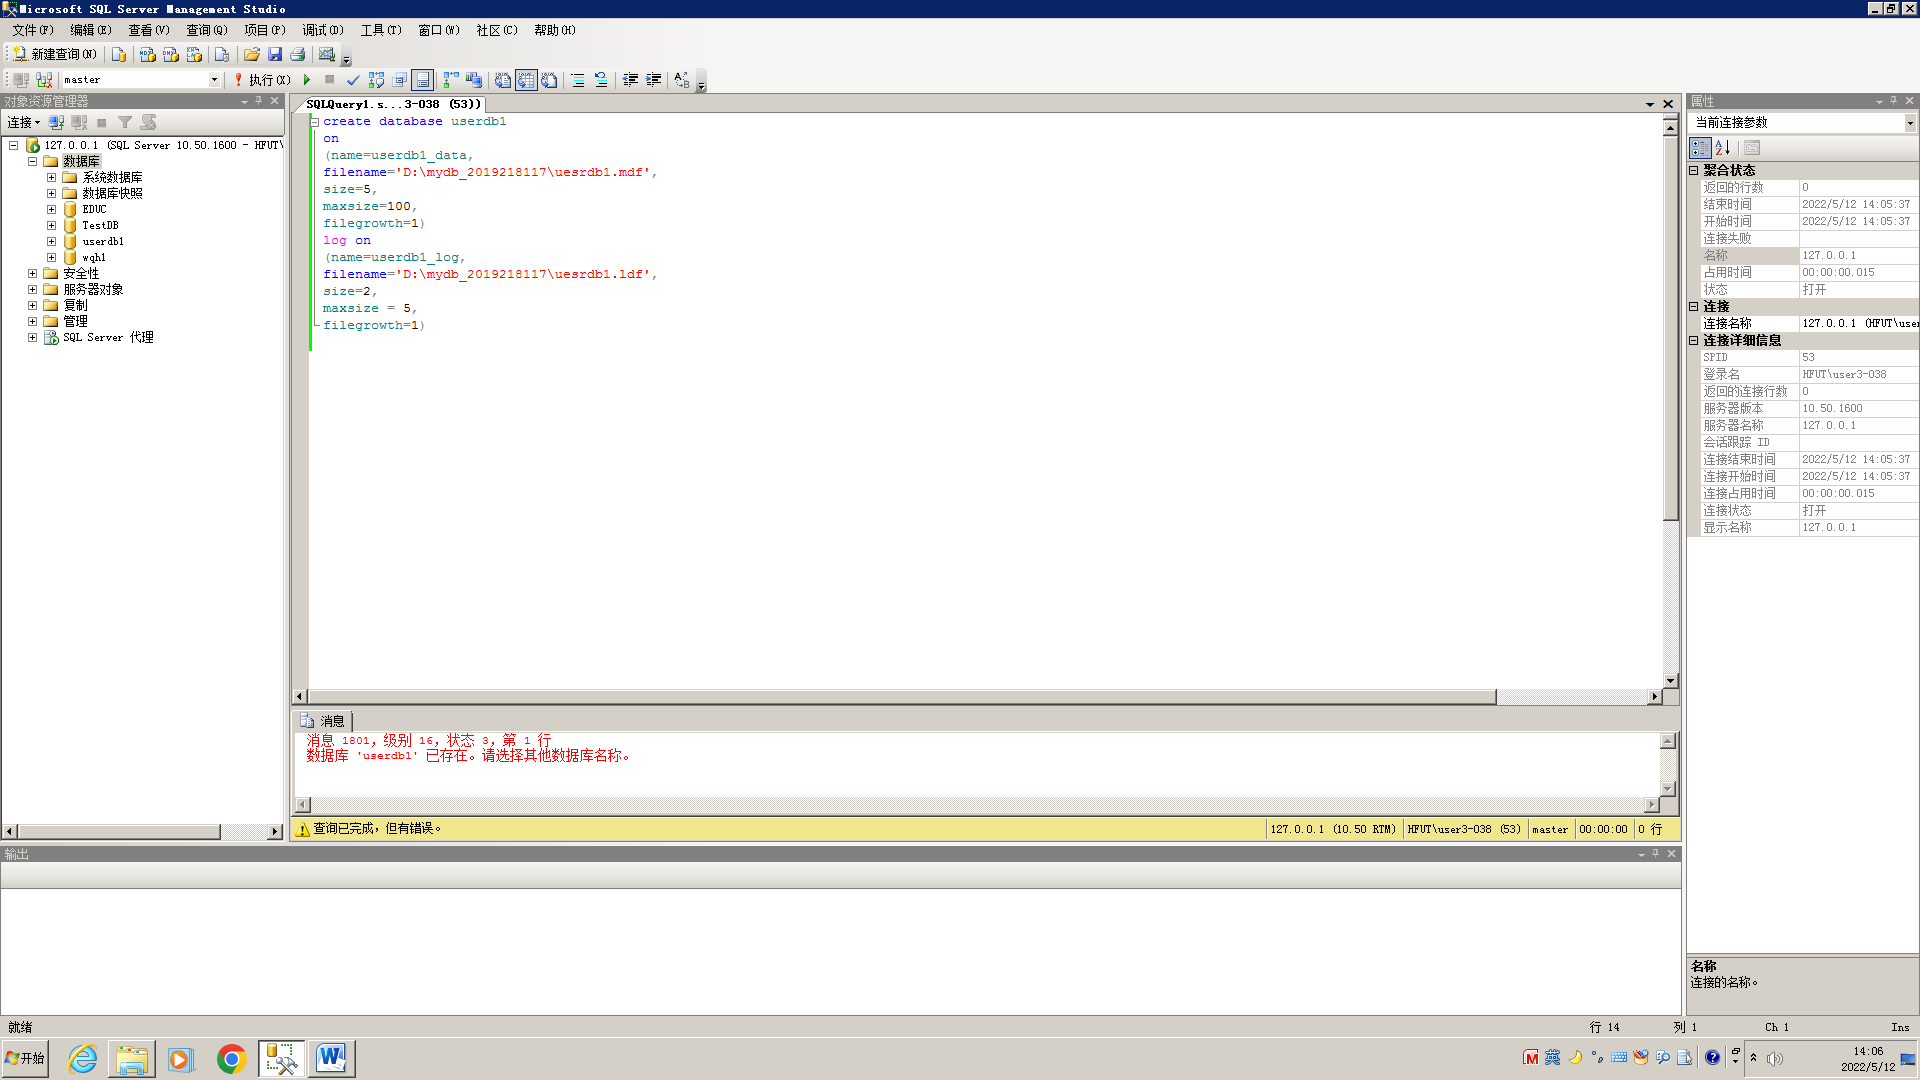 Microsoft SQL Server Management Studio
文件(F) 编辑(E) 查看(V) 查询(Q) 项目(P) 调试(D) 工具(T) 窗口(W) 社区(C) 帮助(H)
新建查询(N)
master 执行(X)
对象资源管理器
连接
127.0.0.1 (SQL Server 10.50.1600 - HFUT\
数据库
系统数据库
数据库快照
EDUC
TestDB
userdb1
wqh1
安全性
服务器对象
复制
管理
SQL Server 代理
SQLQuery1.s...3-038 (53))
create database userdb1
on
(name=userdb1_data,
filename='D:\mydb_2019218117\uesrdb1.mdf',
size=5,
maxsize=100,
filegrowth=1)
log on
(name=userdb1_log,
filename='D:\mydb_2019218117\uesrdb1.ldf',
size=2,
maxsize = 5,
filegrowth=1)
消息
消息 1801，级别 16，状态 3，第 1 行
数据库 'userdb1' 已存在。请选择其他数据库名称。
查询已完成，但有错误。
127.0.0.1 (10.50 RTM) HFUT\user3-038 (53) master 00:00:00 0 行
输出
属性
当前连接参数
聚合状态
返回的行数 0
结束时间 2022/5/12 14:05:37
开始时间 2022/5/12 14:05:37
连接失败
名称 127.0.0.1
占用时间 00:00:00.015
状态 打开
连接
连接名称 127.0.0.1 (HFUT\user
连接详细信息
SPID 53
登录名 HFUT\user3-038
返回的连接行数 0
服务器版本 10.50.1600
服务器名称 127.0.0.1
会话跟踪 ID
连接结束时间 2022/5/12 14:05:37
连接开始时间 2022/5/12 14:05:37
连接占用时间 00:00:00.015
连接状态 打开
显示名称 127.0.0.1
名称
连接的名称。
就绪 行 14 列 1 Ch 1 Ins
开始 英 14:06
2022/5/12